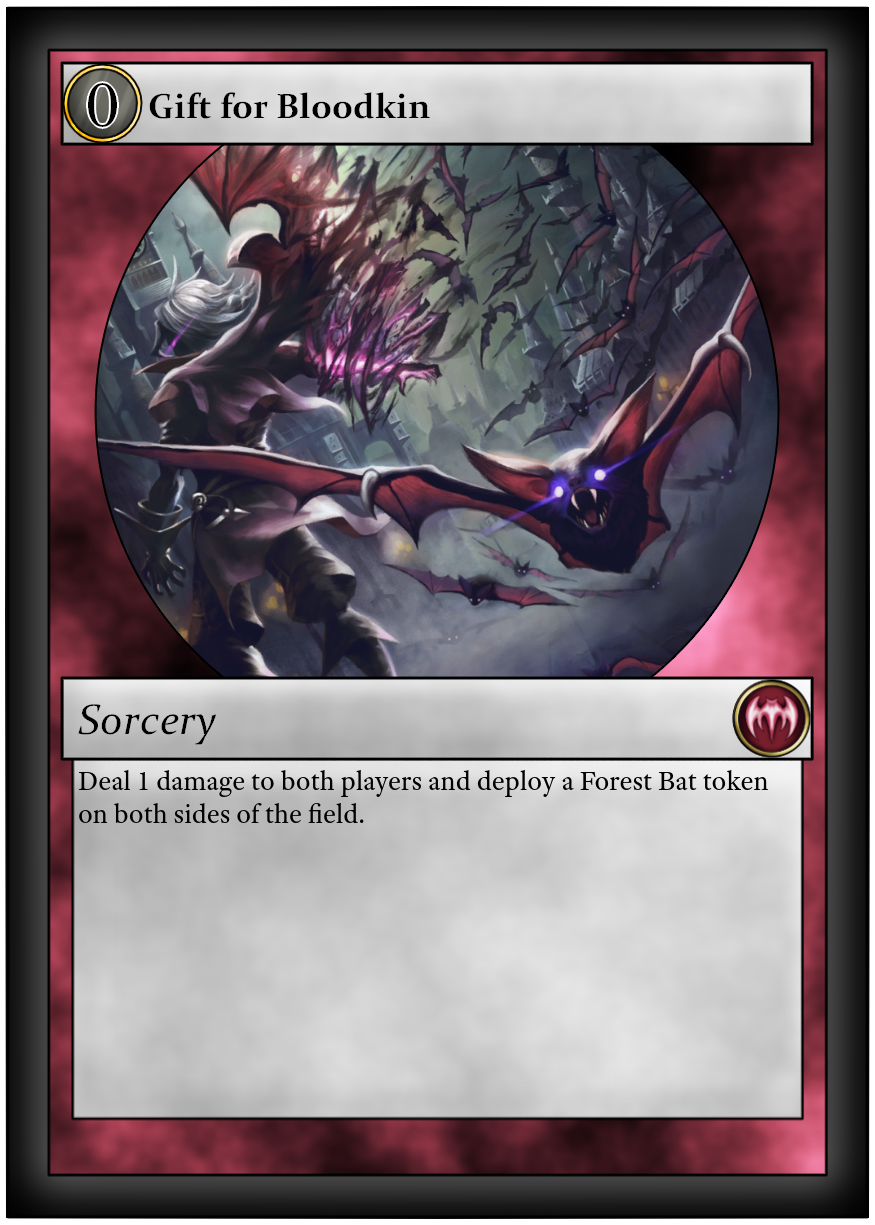 0 Gift for Bloodkin
Sorcery
Deal 1 damage to both players and deploy a Forest Bat token
on both sides of the field.